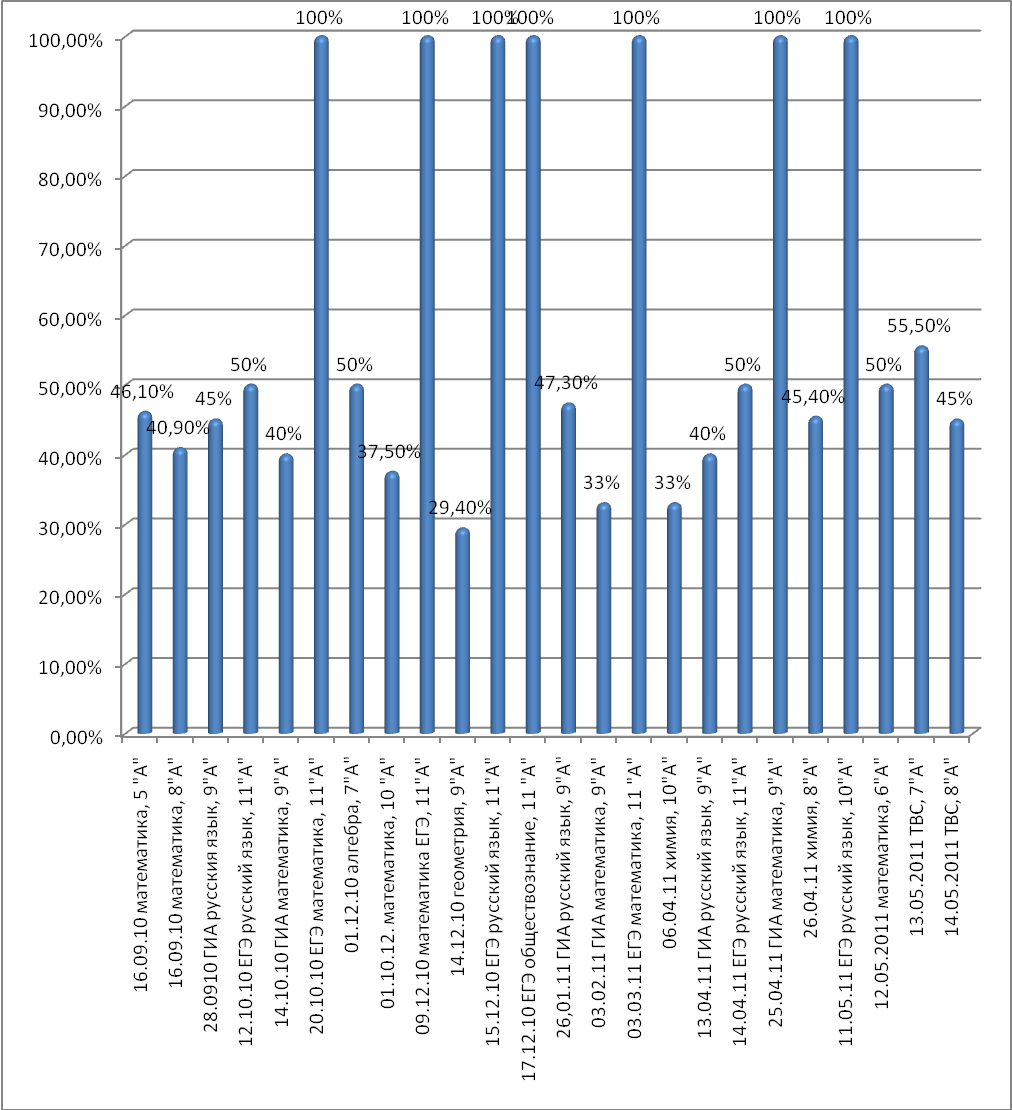 100%
100%
100%
100%
100%
100%
100%
100,00%
90,00%
80,00%
70,00%
60,00%
50,00%
40,00%
30,00%
20,00%
10,00%
0,00%
46,10%
40,90%
45%
50%
40%
50%
37,50%
29,40%
47,30%
33%
33%
40%
50%
45,40%
50%
55,50%
45%
16.09.10 математика, 5 "А"
16.09.10 математика, 8"А"
28.0910 ГИА русския язык, 9"А"
12.10.10 ЕГЭ русский язык, 11"А"
14.10.10 ГИА математика, 9"А"
20.10.10 ЕГЭ математика, 11"А"
01.12.10 алгебра, 7"А"
01.10.12. математика, 10 "А"
09.12.10 математика ЕГЭ, 11"А"
14.12.10 геометрия, 9"А"
15.12.10 ЕГЭ русский язык, 11"А"
17.12.10 ЕГЭ обществознание, 11 "А"
26,01.11 ГИА русский язык, 9"А"
03.02.11 ГИА математика, 9"А"
03.03.11 ЕГЭ математика, 11 "А"
06.04.11 химия, 10"А"
13.04.11 ГИА русский язык, 9"А"
14.04.11 ЕГЭ русский язык, 11"А"
25.04.11 ГИА математика, 9"А"
26.04.11 химия, 8"А"
11.05.11 ЕГЭ русский язык, 10"А"
12.05.2011 математика, 6"А"
13.05.2011 ТВС, 7"А"
14.05.2011 ТВС, 8"А"